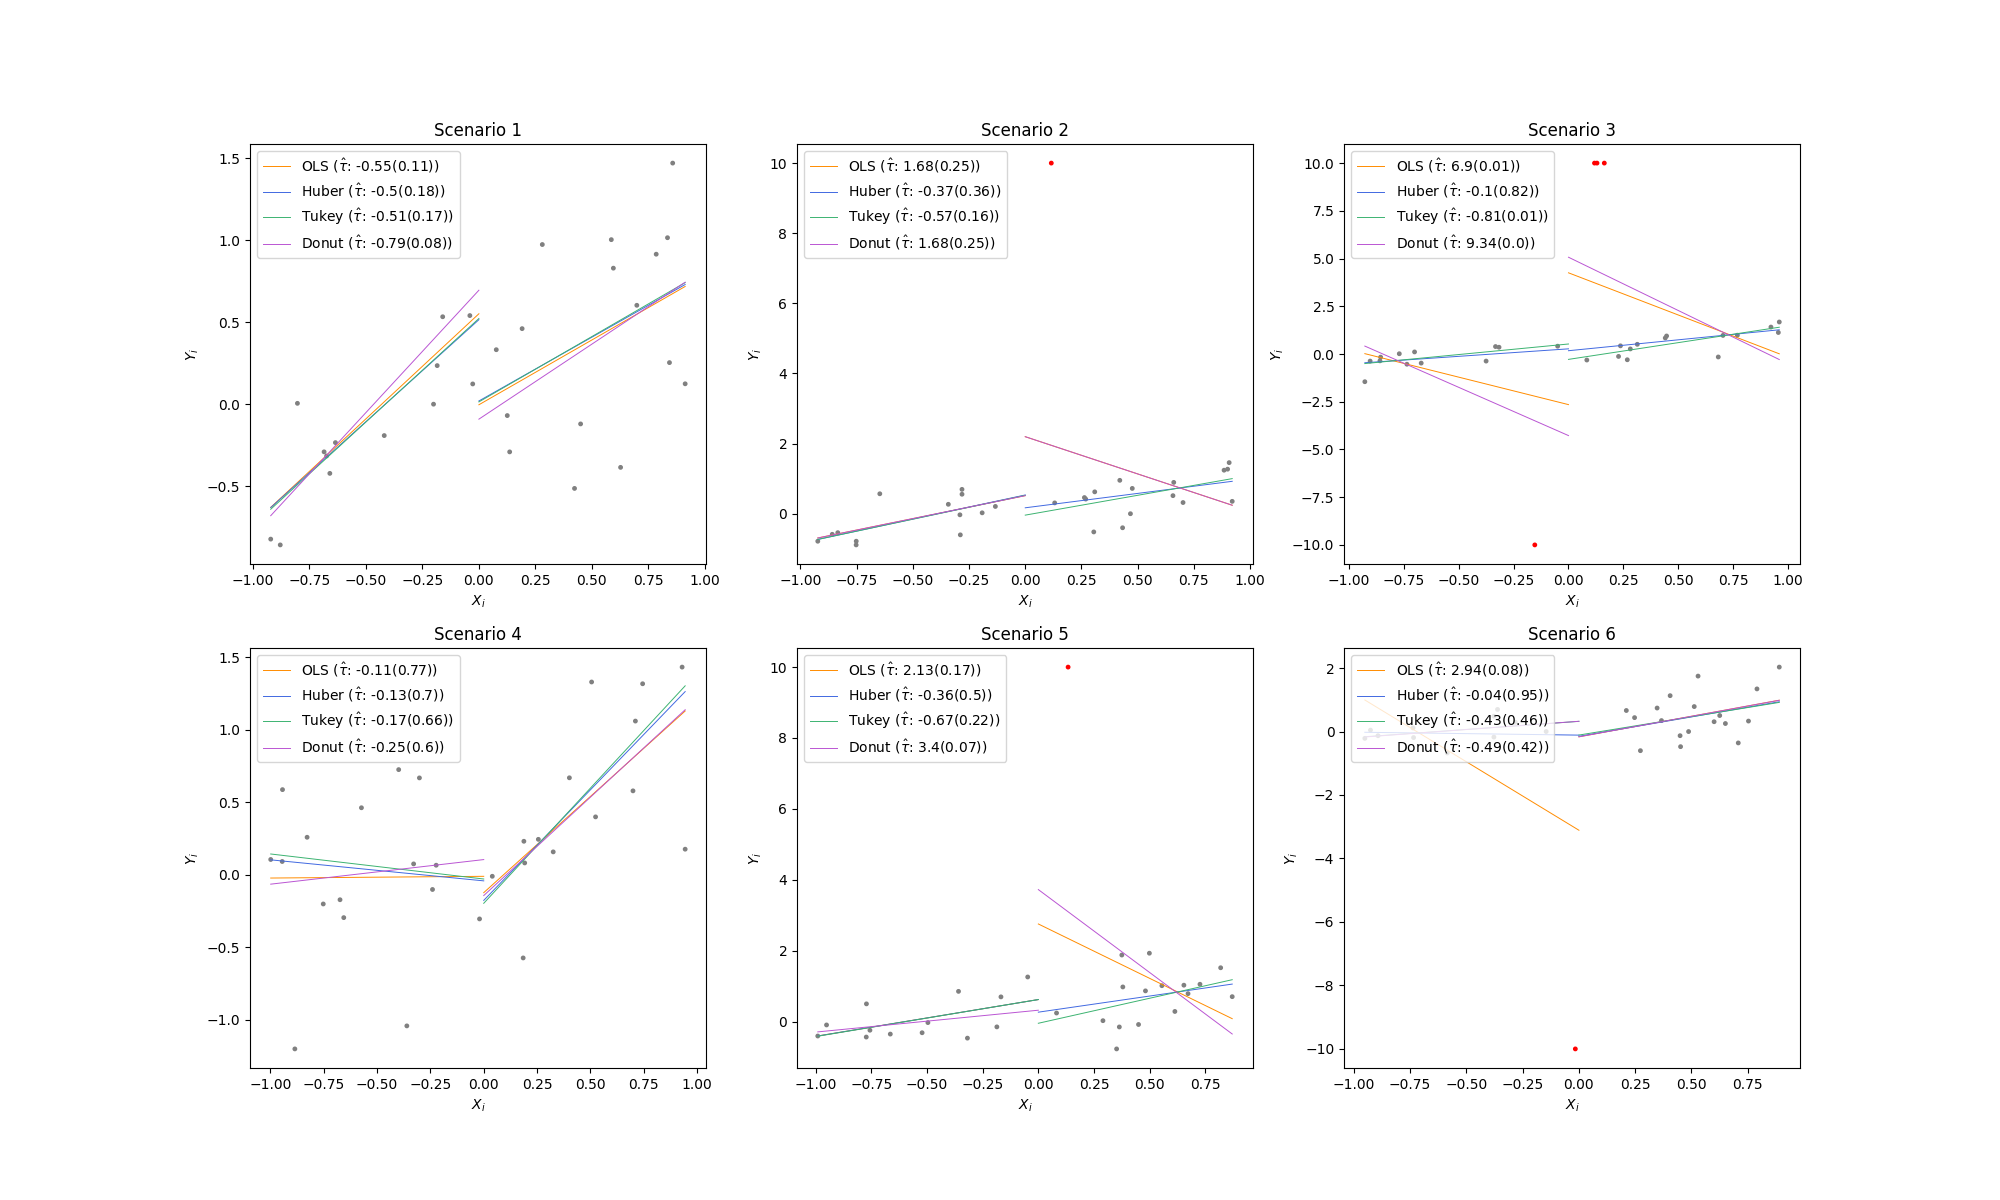 Scenario 1
OLS (τ̂: -0.55(0.11))
Huber (τ̂: -0.5(0.18))
Tukey (τ̂: -0.51(0.17))
Donut (τ̂: -0.79(0.08))
1.5
1.0
0.5
0.0
−0.5
Y_i
−1.00 −0.75 −0.50 −0.25 0.00 0.25 0.50 0.75 1.00
X_i
Scenario 2
OLS (τ̂: 1.68(0.25))
Huber (τ̂: -0.37(0.36))
Tukey (τ̂: -0.57(0.16))
Donut (τ̂: 1.68(0.25))
10
8
6
4
2
0
Y_i
−1.00 −0.75 −0.50 −0.25 0.00 0.25 0.50 0.75 1.00
X_i
Scenario 3
OLS (τ̂: 6.9(0.01))
Huber (τ̂: -0.1(0.82))
Tukey (τ̂: -0.81(0.01))
Donut (τ̂: 9.34(0.0))
10.0
7.5
5.0
2.5
0.0
−2.5
−5.0
−7.5
−10.0
Y_i
−1.00 −0.75 −0.50 −0.25 0.00 0.25 0.50 0.75 1.00
X_i
Scenario 4
OLS (τ̂: -0.11(0.77))
Huber (τ̂: -0.13(0.7))
Tukey (τ̂: -0.17(0.66))
Donut (τ̂: -0.25(0.6))
1.5
1.0
0.5
0.0
−0.5
−1.0
Y_i
−1.00 −0.75 −0.50 −0.25 0.00 0.25 0.50 0.75 1.00
X_i
Scenario 5
OLS (τ̂: 2.13(0.17))
Huber (τ̂: -0.36(0.5))
Tukey (τ̂: -0.67(0.22))
Donut (τ̂: 3.4(0.07))
10
8
6
4
2
0
Y_i
−1.00 −0.75 −0.50 −0.25 0.00 0.25 0.50 0.75
X_i
Scenario 6
OLS (τ̂: 2.94(0.08))
Huber (τ̂: -0.04(0.95))
Tukey (τ̂: -0.43(0.46))
Donut (τ̂: -0.49(0.42))
2
0
−2
−4
−6
−8
−10
Y_i
−1.00 −0.75 −0.50 −0.25 0.00 0.25 0.50 0.75
X_i